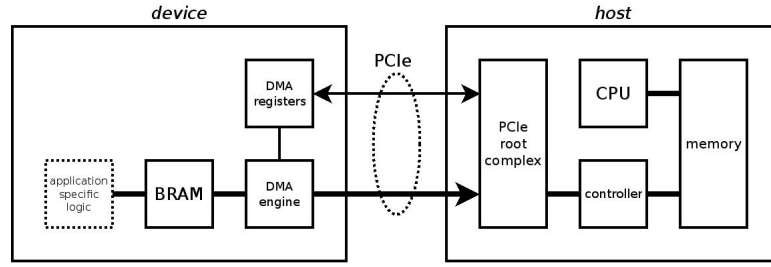 device
host
PCIe
DMA
registers
CPU
PCIe
root
complex
memory
application
specific
logic
BRAM
DMA
engine
controller